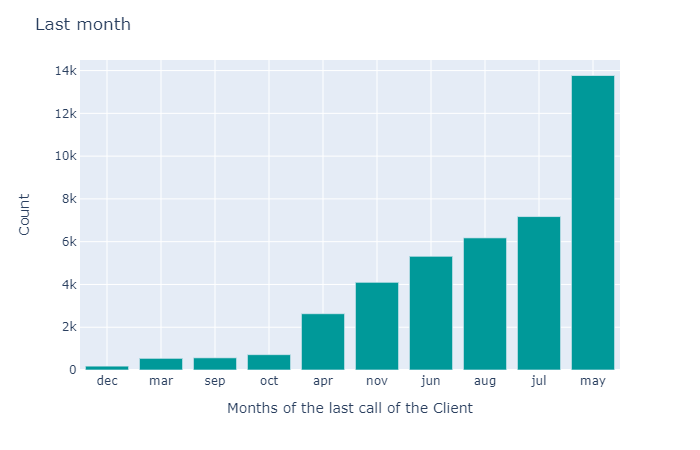 Last month
14k
12k
10k
8k
6k
4k
2k
0
Count
dec mar sep oct apr nov jun aug jul may
Months of the last call of the Client